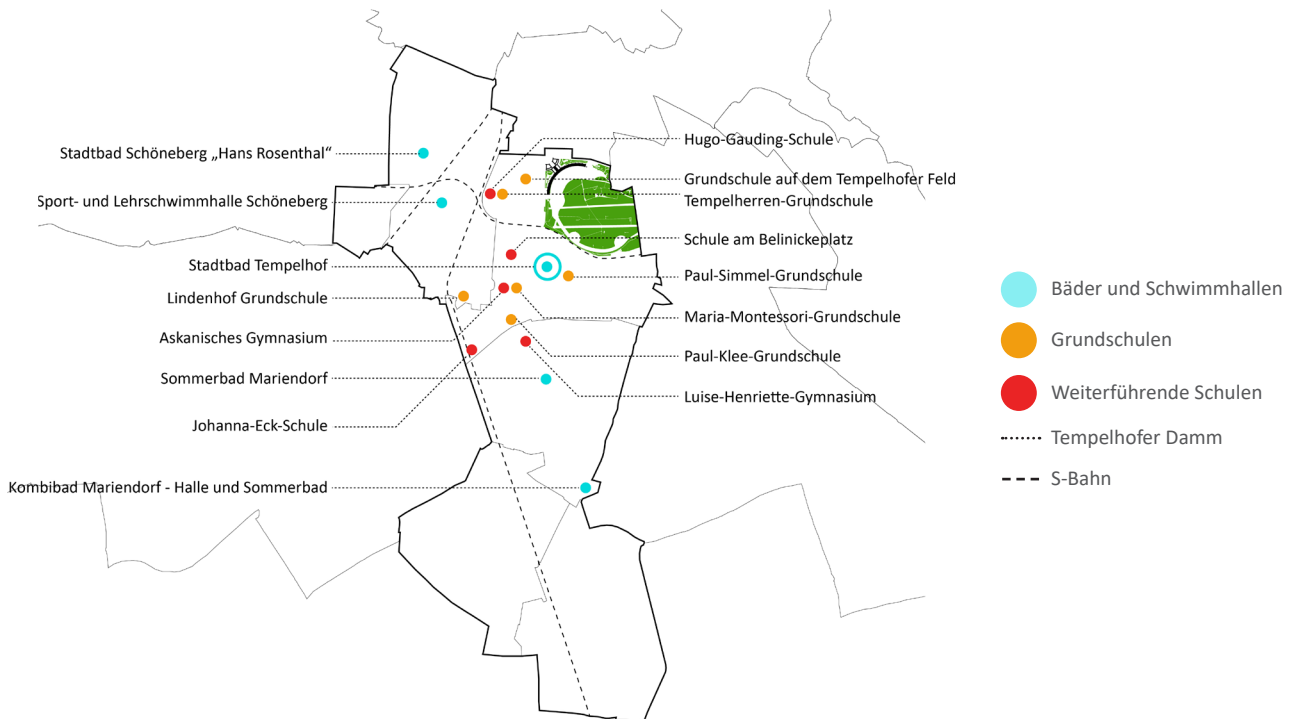 Stadtbad Schöneberg „Hans Rosenthal“
Sport- und Lehrschwimmhalle Schöneberg
Stadtbad Tempelhof
Lindenhof Grundschule
Askanisches Gymnasium
Sommerbad Mariendorf
Johanna-Eck-Schule
Kombibad Mariendorf - Halle und Sommerbad
Hugo-Gauding-Schule
Grundschule auf dem Tempelhofer Feld
Tempelherren-Grundschule
Schule am Belinickeplatz
Paul-Simmel-Grundschule
Maria-Montessori-Grundschule
Paul-Klee-Grundschule
Luise-Henriette-Gymnasium
Bäder und Schwimmhallen
Grundschulen
Weiterführende Schulen
Tempelhofer Damm
S-Bahn